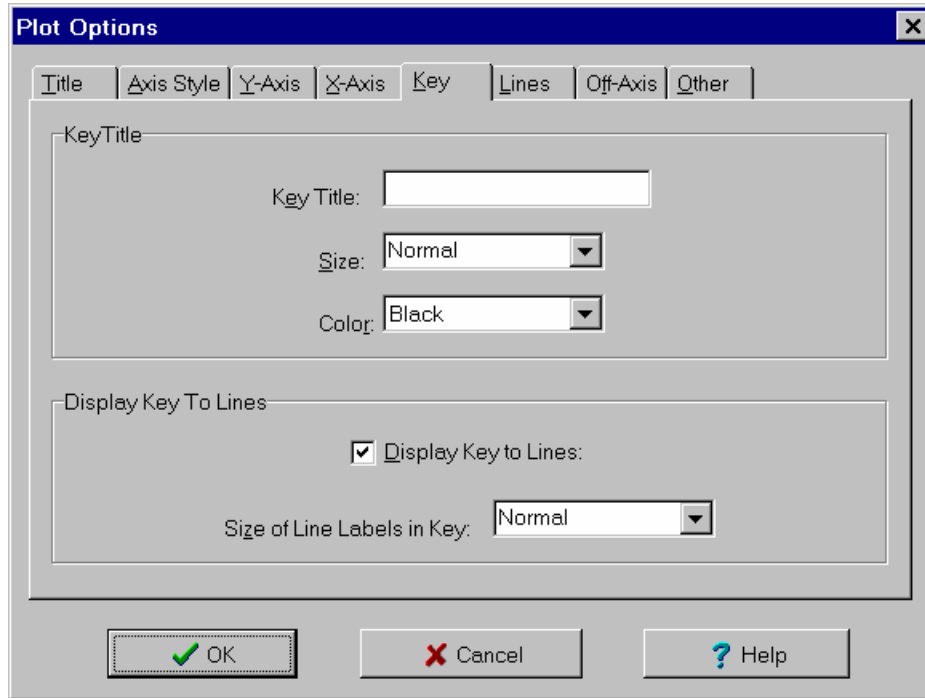 Plot Options
Title Axis Style Y-Axis X-Axis Key Lines Off-Axis Other
KeyTitle
Key Title:
Size: Normal
Color: Black
Display Key To Lines
Display Key to Lines:
Size of Line Labels in Key: Normal
OK Cancel ? Help